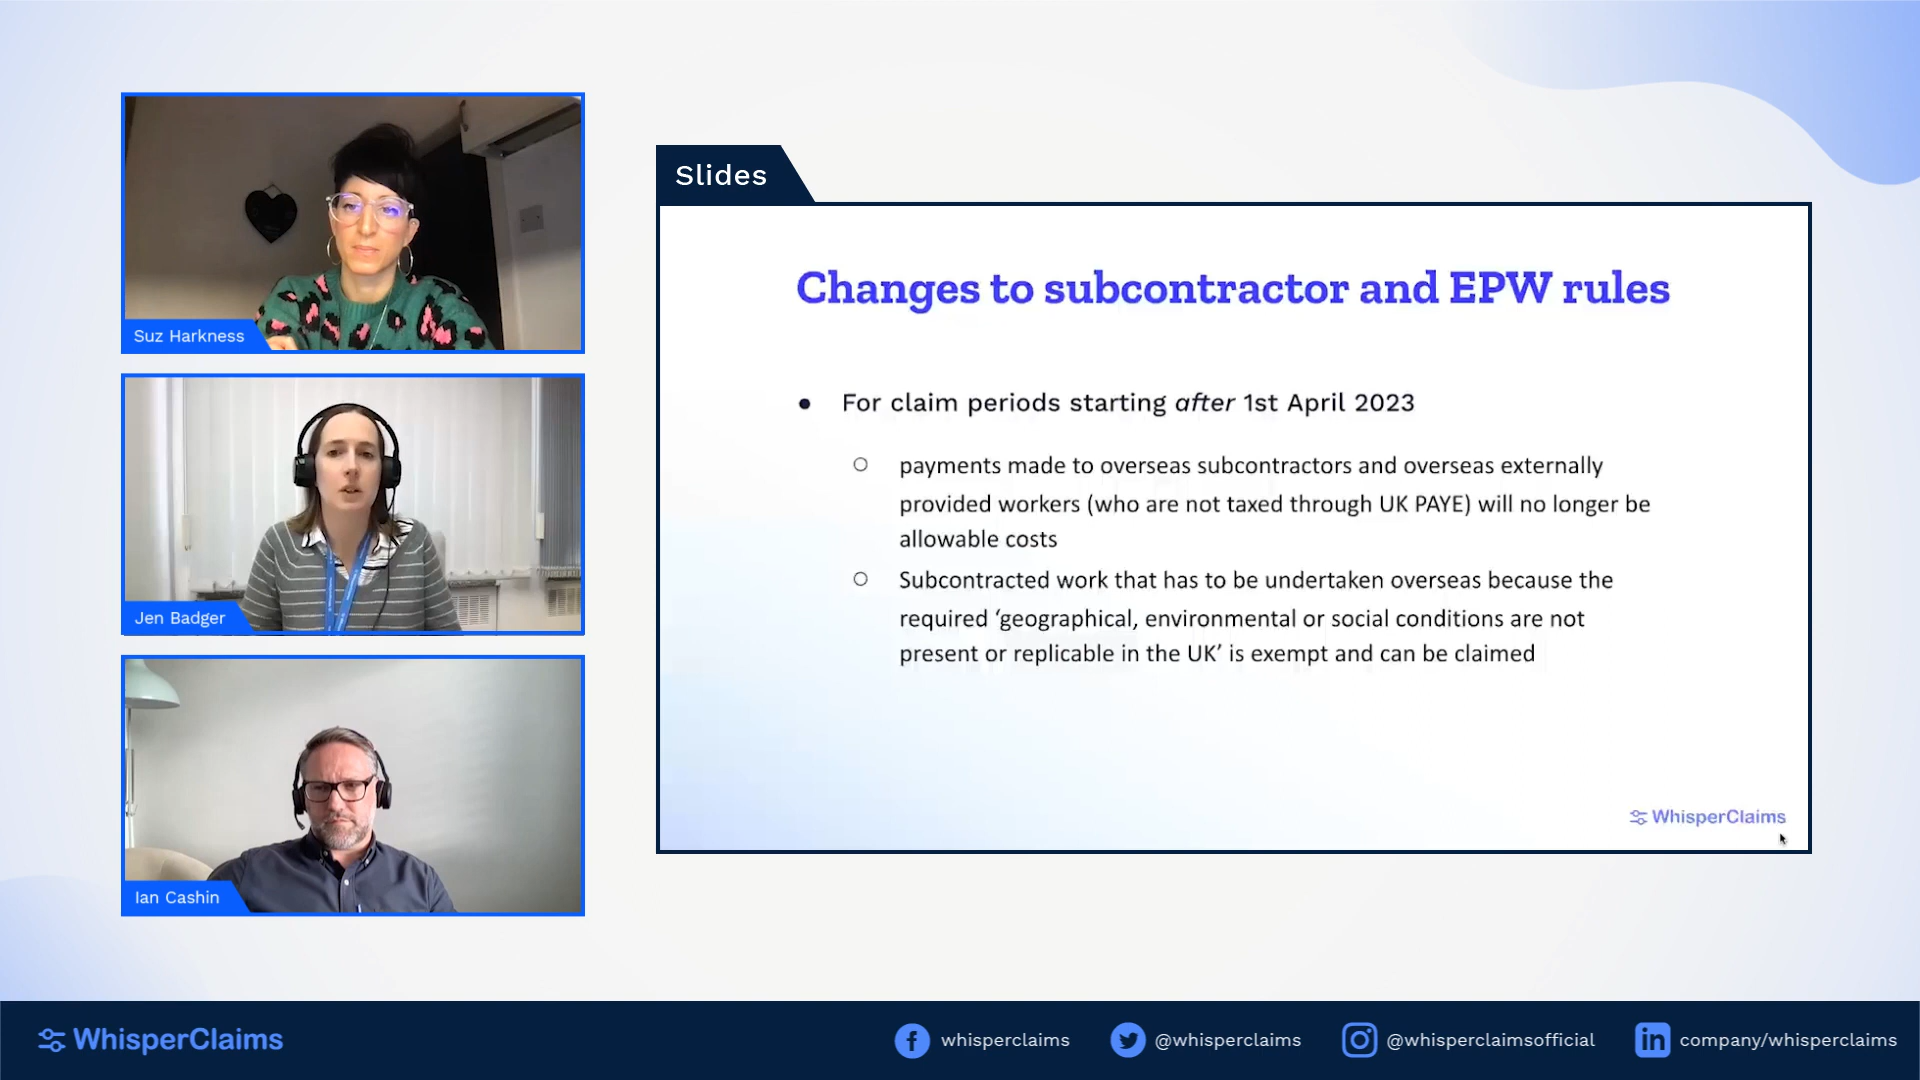 Suz Harkness
Jen Badger
Ian Cashin
Slides
Changes to subcontractor and EPW rules
● For claim periods starting after 1st April 2023
○ payments made to overseas subcontractors and overseas externally
provided workers (who are not taxed through UK PAYE) will no longer be
allowable costs
○ Subcontracted work that has to be undertaken overseas because the
required ‘geographical, environmental or social conditions are not
present or replicable in the UK’ is exempt and can be claimed
WhisperClaims
WhisperClaims
whisperclaims
@whisperclaims
@whisperclaimsofficial
company/whisperclaims